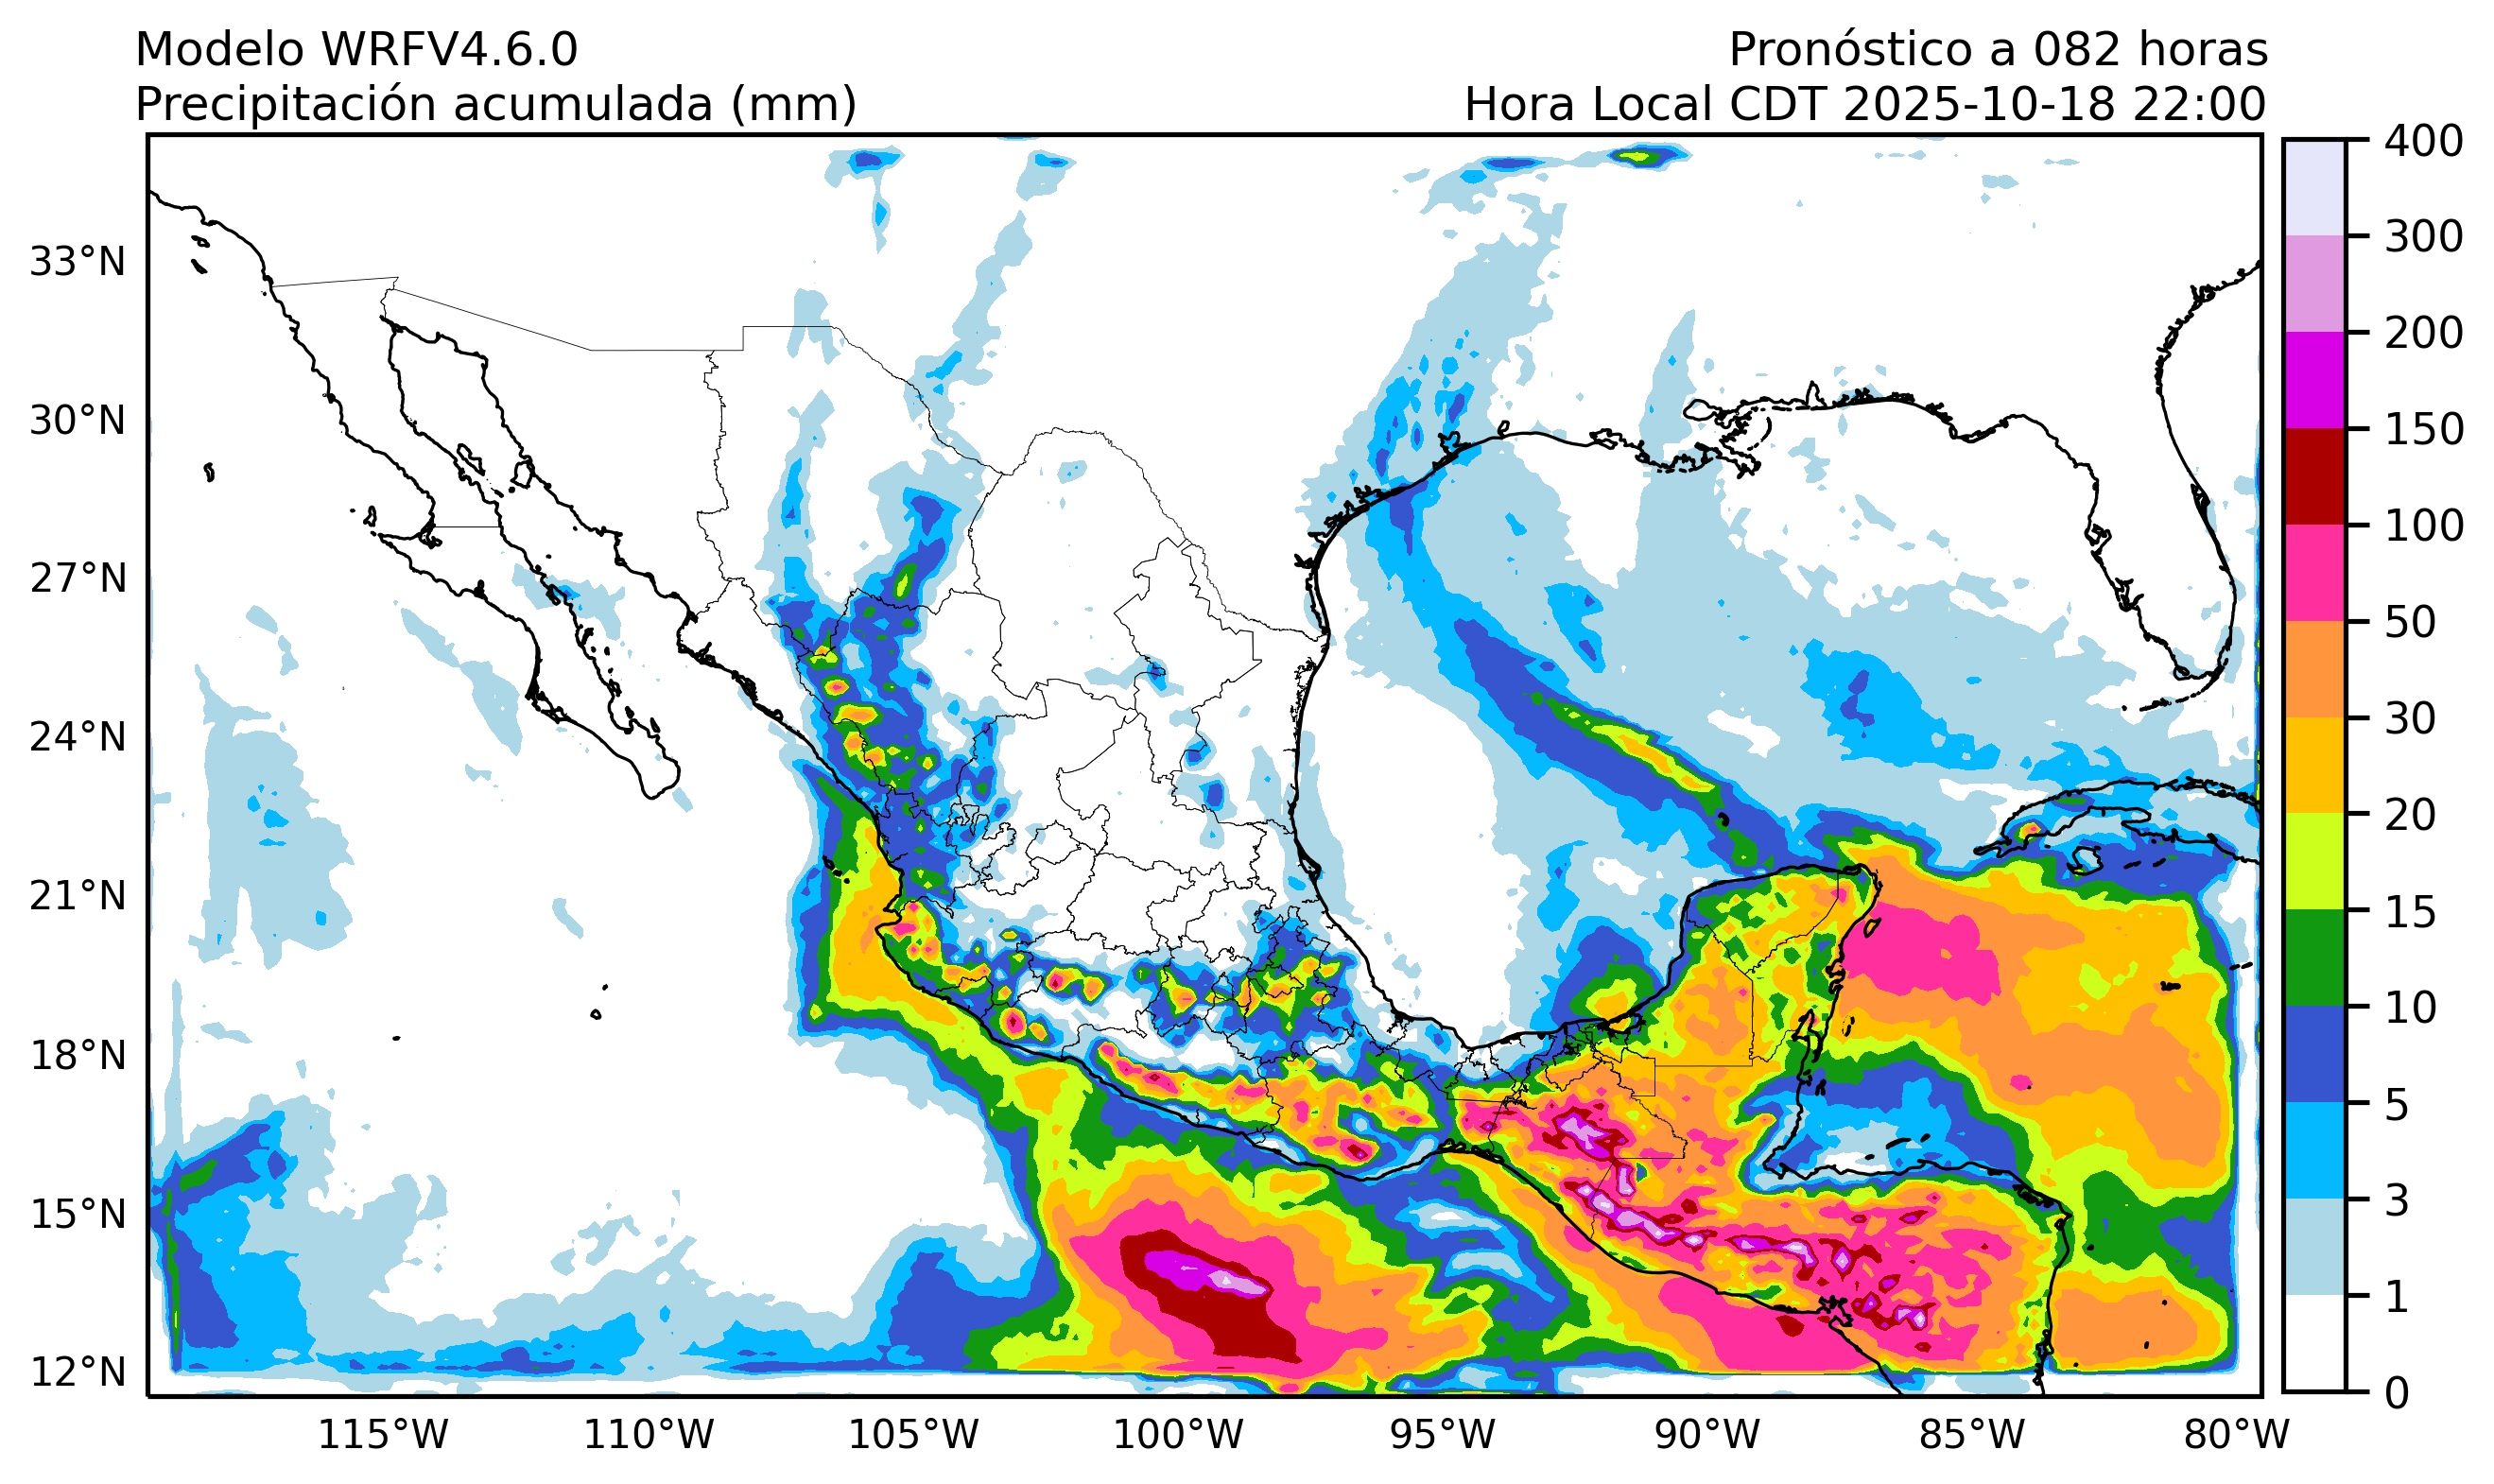 Modelo WRFV4.6.0
Pronóstico a 082 horas
Precipitación acumulada (mm)
Hora Local CDT 2025-10-18 22:00
33°N
30°N
27°N
24°N
21°N
18°N
15°N
12°N
115°W
110°W
105°W
100°W
95°W
90°W
85°W
80°W
400
300
200
150
100
50
30
20
15
10
5
3
1
0